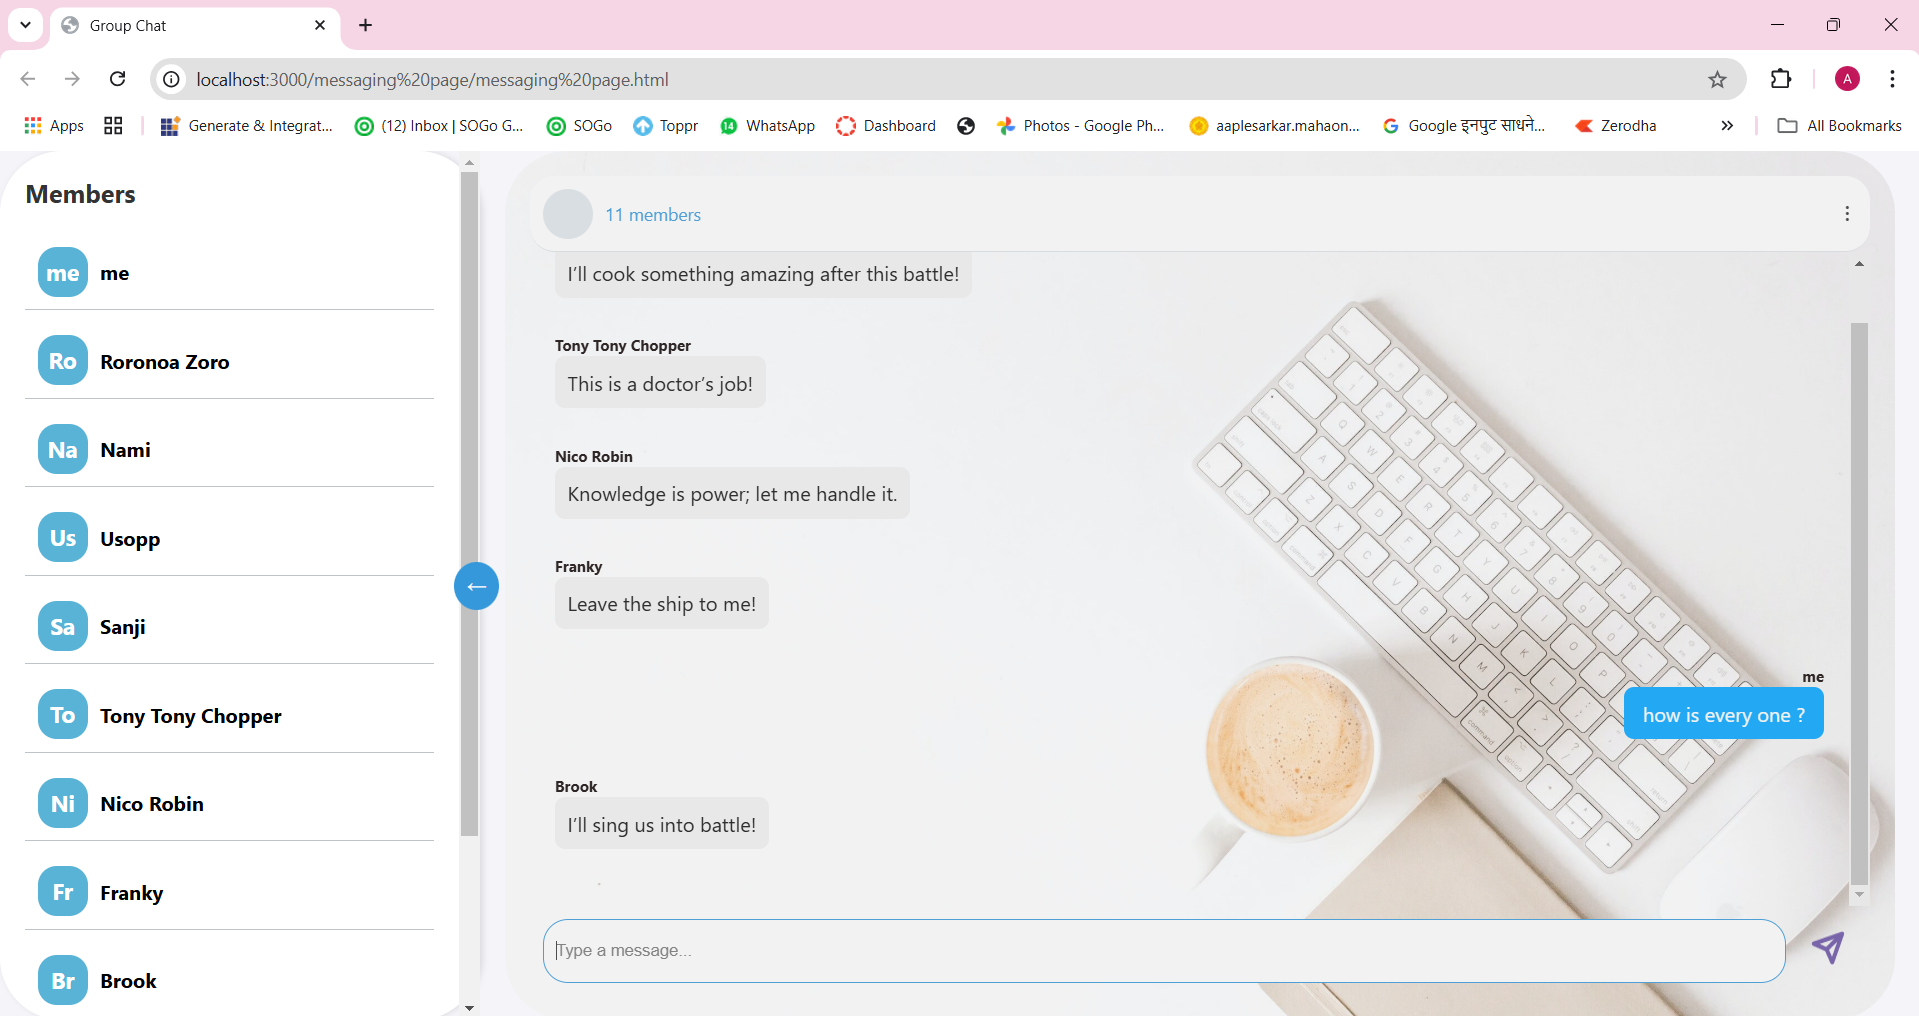 Group Chat
localhost:3000/messaging%20page/messaging%20page.html
A
Apps
Generate & Integrat...
(12) Inbox | SOGo G...
SOGo
Toppr
14
WhatsApp
Dashboard
Photos - Google Ph...
aaplesarkar.mahaon...
Google इनपुट साधने...
Zerodha
All Bookmarks
Members
me me
Ro Roronoa Zoro
Na Nami
Us Usopp
Sa Sanji
To Tony Tony Chopper
Ni Nico Robin
Fr Franky
Br Brook
11 members
I’ll cook something amazing after this battle!
Tony Tony Chopper
This is a doctor’s job!
Nico Robin
Knowledge is power; let me handle it.
Franky
Leave the ship to me!
me
how is every one ?
Brook
I’ll sing us into battle!
Type a message...